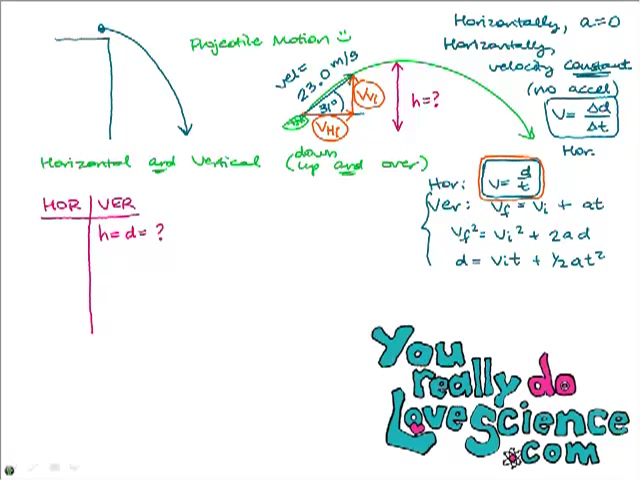 Projectile Motion
Horizontally, a=0
Horizontally,
velocity constant
(no accel)
V = Δd/Δt
Hor.
vel= 23.0 m/s
31°
Vvi
VHi
h=?
Horizontal and Vertical (down up and over)
Hor: V = d/t
Ver: Vf = Vi + at
Vf² = Vi² + 2ad
d = Vit + ½at²
HOR VER
h = d = ?
You
really do
Love Science
.com